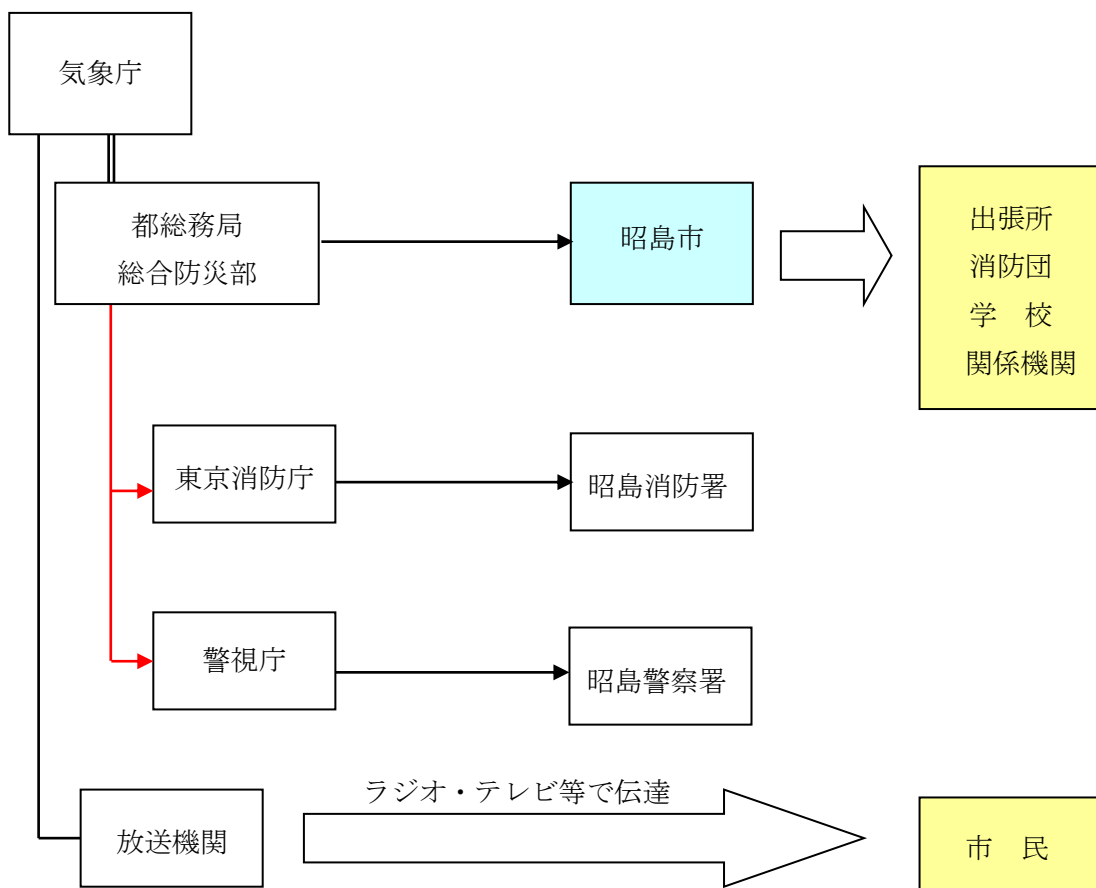 気象庁
都総務局
総合防災部
昭島市
出張所
消防団
学　校
関係機関
東京消防庁
昭島消防署
警視庁
昭島警察署
ラジオ・テレビ等で伝達
放送機関
市　民